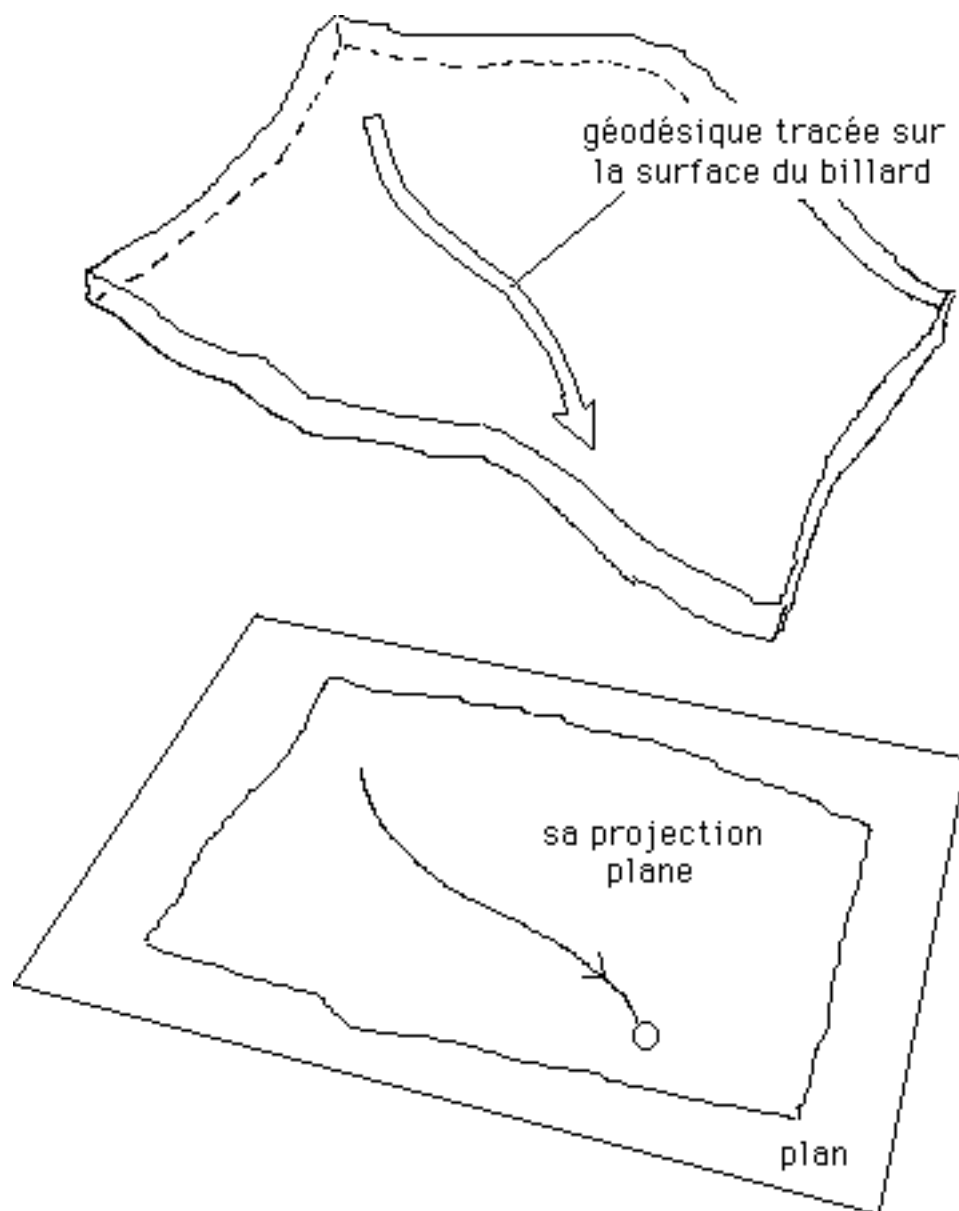 géodésique tracée sur
la surface du billard
sa projection
plane
plan